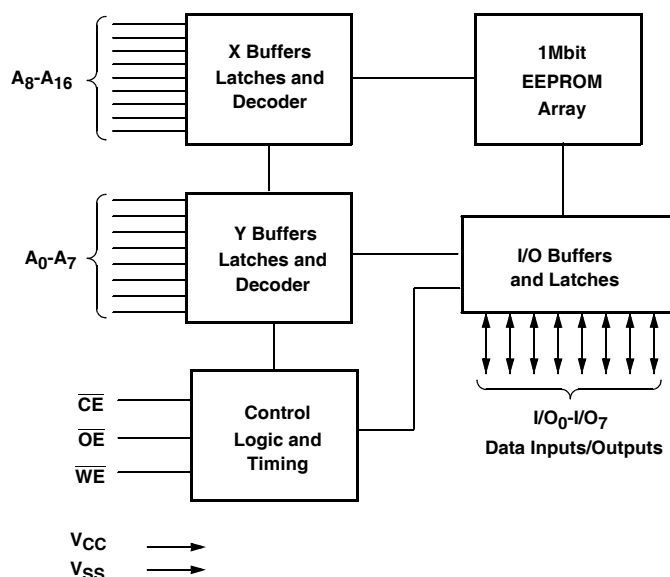 X Buffers
Latches and
Decoder
1Mbit
EEPROM
Array
A8-A16
Y Buffers
Latches and
Decoder
I/O Buffers
and Latches
A0-A7
CE
OE
WE
Control
Logic and
Timing
I/O0-I/O7
Data Inputs/Outputs
VCC
VSS